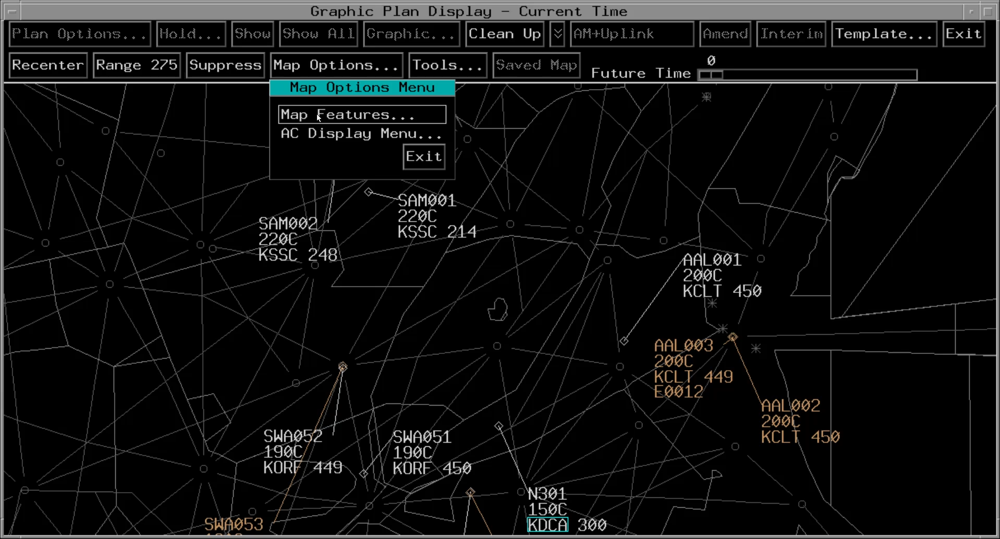 Graphic Plan Display - Current Time
Plan Options... Hold... Show Show All Graphic... Clean Up AM+Uplink Amend Interim Template... Exit
Recenter Range 275 Suppress Map Options... Tools... Saved Map Future Time 0
Map Options Menu
Map Features...
AC Display Menu...
Exit
SAM001
220C
KSSC 214
SAM002
220C
KSSC 248
AAL001
200C
KCLT 450
AAL003
200C
KCLT 449
E0012
AAL002
200C
KCLT 450
SWA052
190C
KORF 449
SWA051
190C
KORF 450
N301
150C
KDCA 300
SWA053